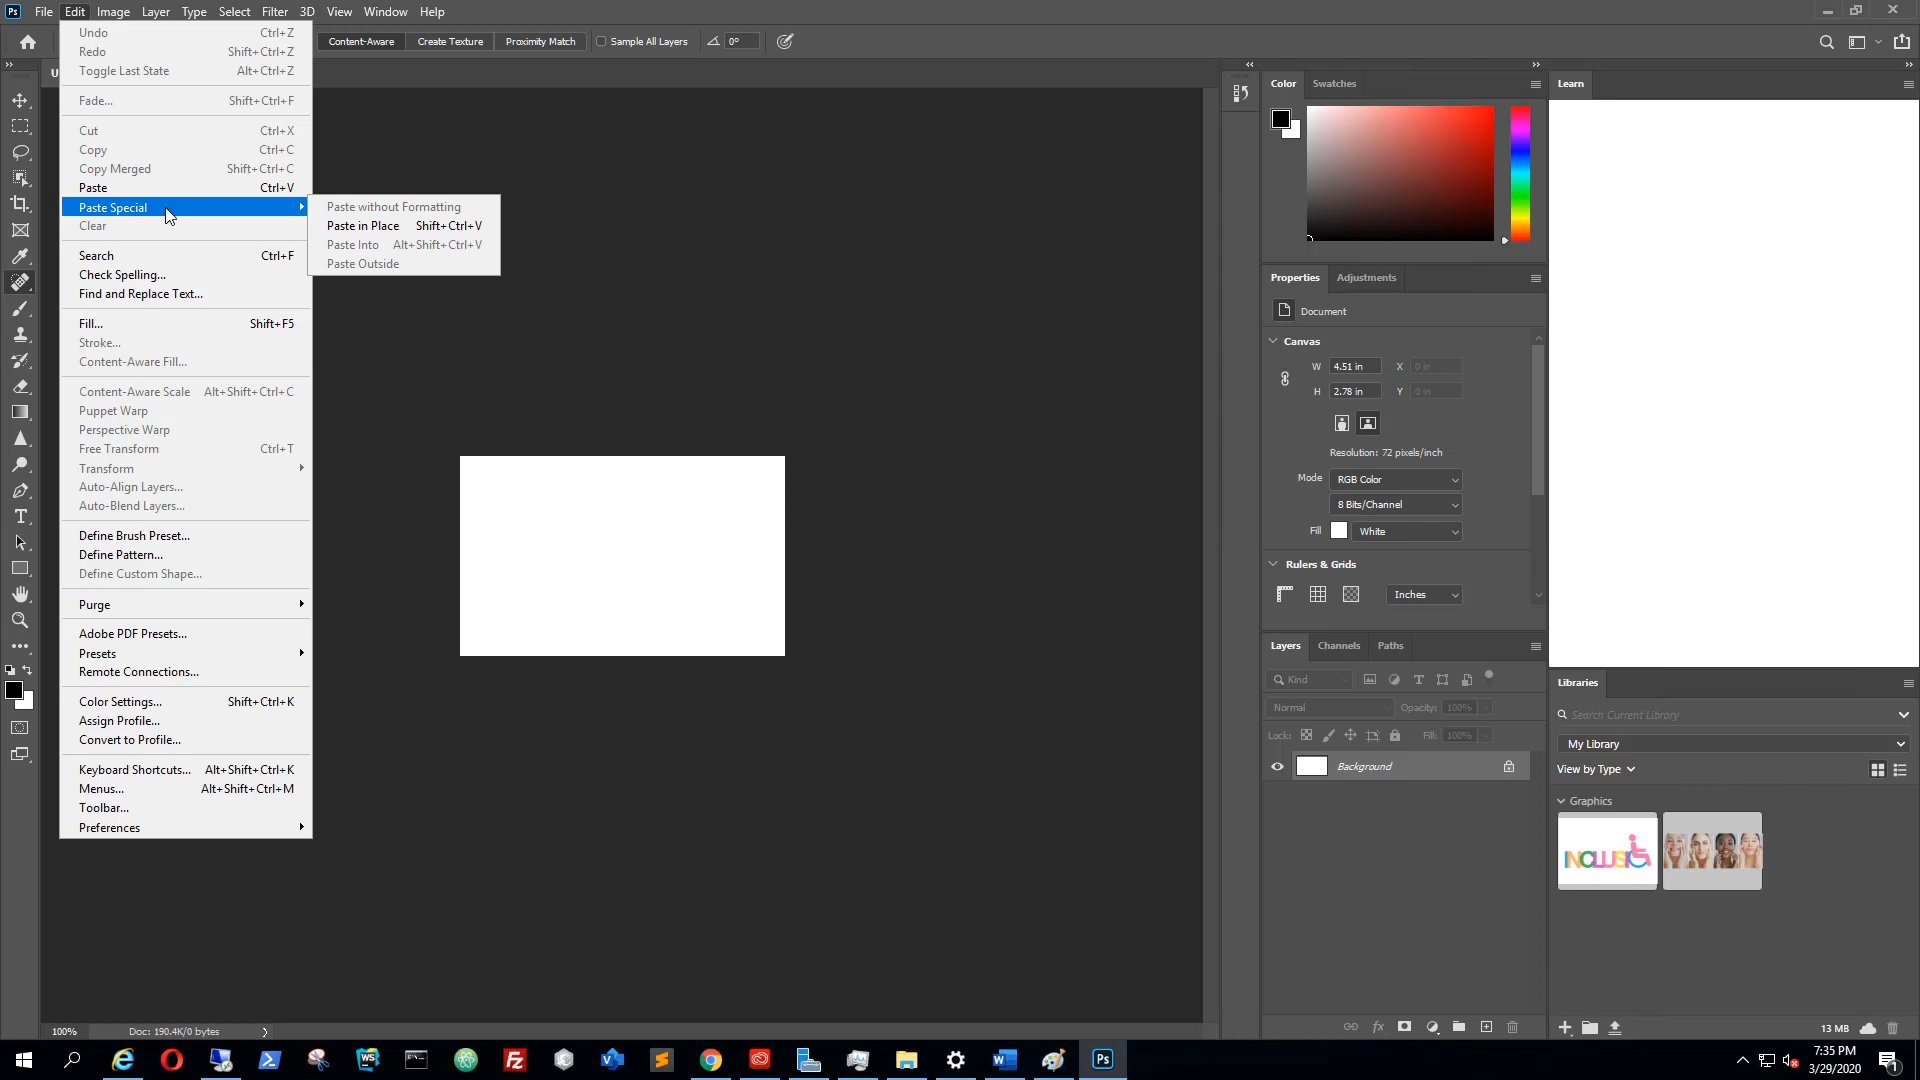 Ps File Edit Image Layer Type Select Filter 3D View Window Help
Content-Aware Create Texture Proximity Match Sample All Layers 0°
U
Undo Ctrl+Z
Redo Shift+Ctrl+Z
Toggle Last State Alt+Ctrl+Z
Fade... Shift+Ctrl+F
Cut Ctrl+X
Copy Ctrl+C
Copy Merged Shift+Ctrl+C
Paste Ctrl+V
Paste Special
Clear
Search Ctrl+F
Check Spelling...
Find and Replace Text...
Fill... Shift+F5
Stroke...
Content-Aware Fill...
Content-Aware Scale Alt+Shift+Ctrl+C
Puppet Warp
Perspective Warp
Free Transform Ctrl+T
Transform
Auto-Align Layers...
Auto-Blend Layers...
Define Brush Preset...
Define Pattern...
Define Custom Shape...
Purge
Adobe PDF Presets...
Presets
Remote Connections...
Color Settings... Shift+Ctrl+K
Assign Profile...
Convert to Profile...
Keyboard Shortcuts... Alt+Shift+Ctrl+K
Menus... Alt+Shift+Ctrl+M
Toolbar...
Preferences
Paste without Formatting
Paste in Place Shift+Ctrl+V
Paste Into Alt+Shift+Ctrl+V
Paste Outside
100% Doc: 190.4K/0 bytes
Color Swatches
Properties Adjustments
Document
Canvas
W 4.51 in X 0 in
H 2.78 in Y 0 in
Resolution: 72 pixels/inch
Mode RGB Color
8 Bits/Channel
Fill White
Rulers & Grids
Inches
Layers Channels Paths
Kind
Normal Opacity: 100%
Lock: Fill: 100%
Background
fx
Learn
Libraries
Search Current Library
My Library
View by Type
Graphics
INCLUSI
13 MB
WS
Fz
Ps
7:35 PM
3/29/2020
1